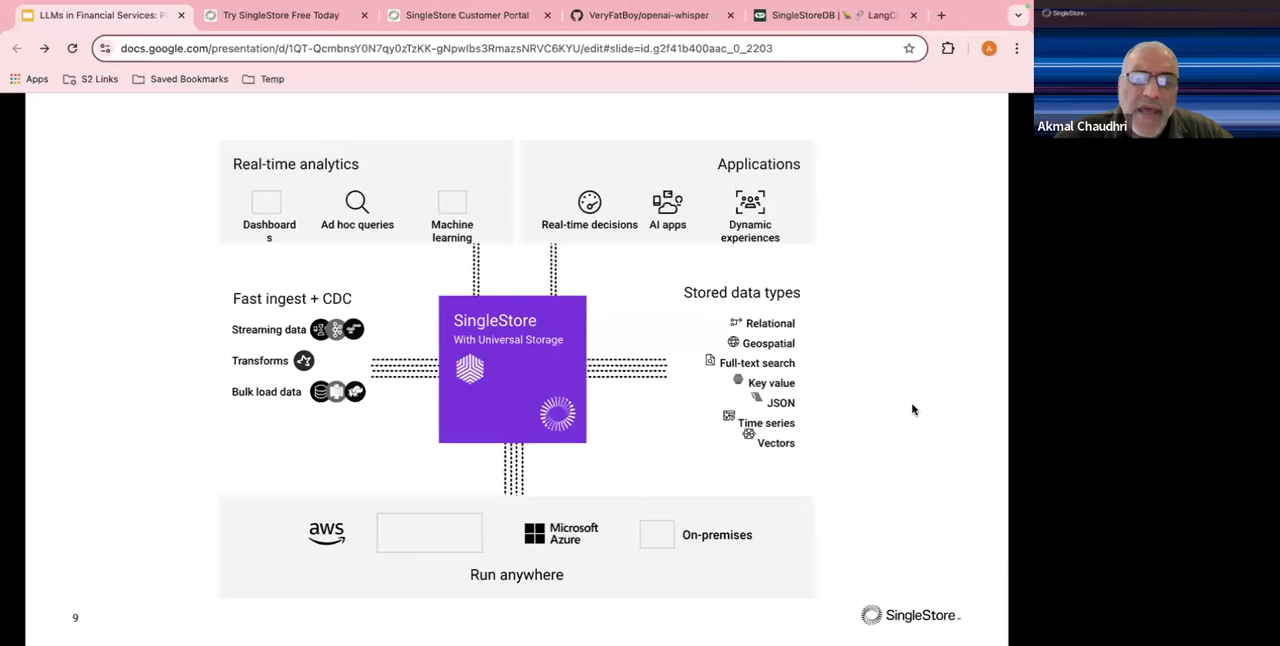 LLMs in Financial Services: R
Try SingleStore Free Today
SingleStore Customer Portal
VeryFatBoy/openai-whisper
SingleStoreDB |
LangC
docs.google.com/presentation/d/1QT-QcmbnsY0N7qy0zTzKK-gNpwlbs3RmazsNRVC6KYU/edit#slide=id.g2f41b400aac_0_2203
A
Apps
S2 Links
Saved Bookmarks
Temp
SingleStore
Akmal Chaudhri
Real-time analytics
Dashboard
s
Ad hoc queries
Machine
learning
Applications
Real-time decisions
AI apps
Dynamic
experiences
Fast ingest + CDC
Streaming data
Transforms
Bulk load data
SingleStore
With Universal Storage
Stored data types
Relational
Geospatial
Full-text search
Key value
JSON
Time series
Vectors
aws
Microsoft
Azure
On-premises
Run anywhere
9
SingleStore